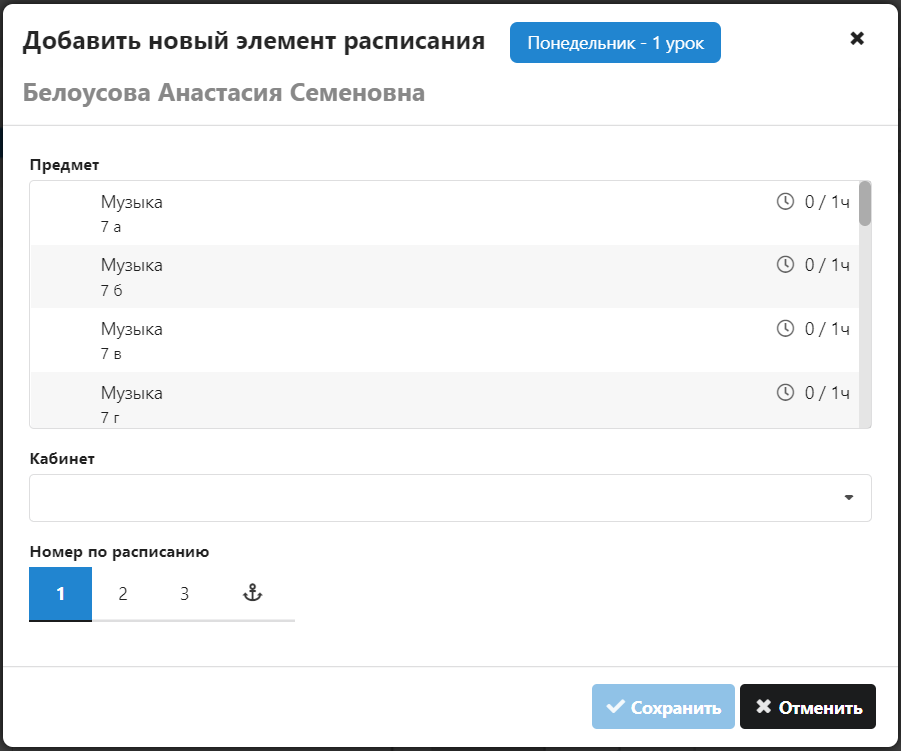 Добавить новый элемент расписания
Понедельник - 1 урок
Белоусова Анастасия Семеновна
Предмет
Музыка
0 / 1ч
7 а
Музыка
0 / 1ч
7 б
Музыка
0 / 1ч
7 в
Музыка
0 / 1ч
7 г
Кабинет
Номер по расписанию
1 2 3
Сохранить
Отменить